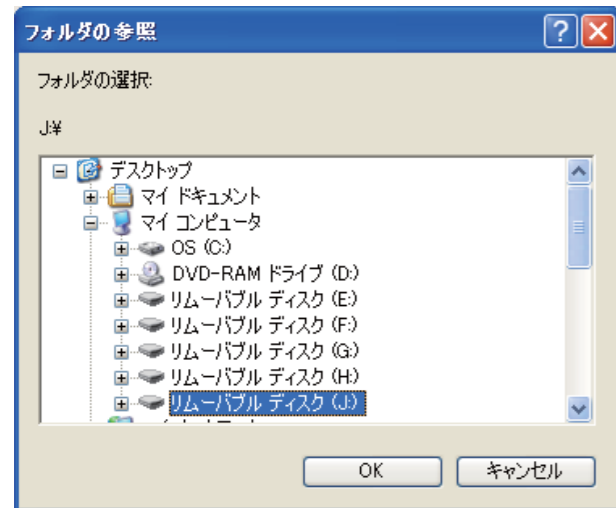 フォルダの参照
フォルダの選択:
J:¥
デスクトップ
マイ ドキュメント
マイ コンピュータ
OS (C:)
DVD-RAM ドライブ (D:)
リムーバブル ディスク (E:)
リムーバブル ディスク (F:)
リムーバブル ディスク (G:)
リムーバブル ディスク (H:)
リムーバブル ディスク (J:)
OK
キャンセル